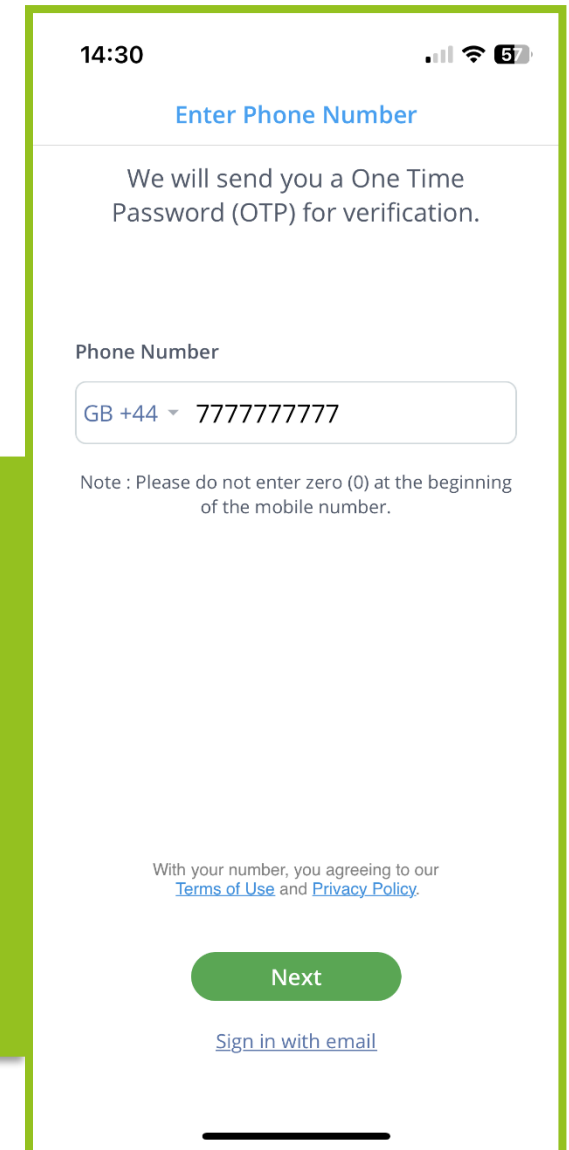 14:30
57
Enter Phone Number
We will send you a One Time
Password (OTP) for verification.
Phone Number
GB +44 7777777777
Note : Please do not enter zero (0) at the beginning
of the mobile number.
With your number, you agreeing to our
Terms of Use and Privacy Policy.
Next
Sign in with email